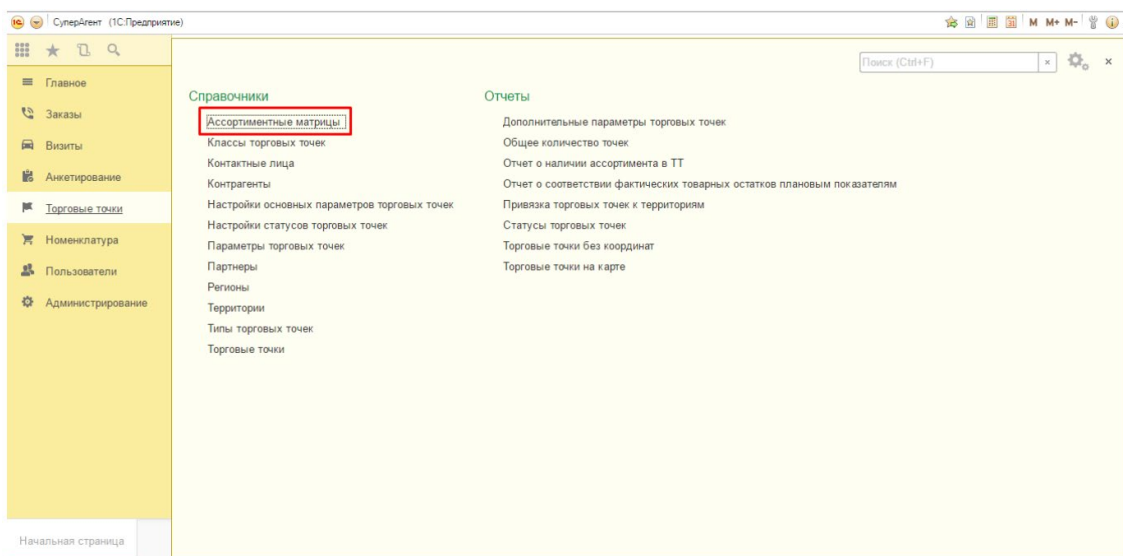 1С СуперАгент (1С:Предприятие) 31 M M+ M-
Поиск (Ctrl+F) × ×
Главное
Заказы
Визиты
Анкетирование
Торговые точки
Номенклатура
Пользователи
Администрирование
Справочники
Ассортиментные матрицы
Классы торговых точек
Контактные лица
Контрагенты
Настройки основных параметров торговых точек
Настройки статусов торговых точек
Параметры торговых точек
Партнеры
Регионы
Территории
Типы торговых точек
Торговые точки
Отчеты
Дополнительные параметры торговых точек
Общее количество точек
Отчет о наличии ассортимента в ТТ
Отчет о соответствии фактических товарных остатков плановым показателям
Привязка торговых точек к территориям
Статусы торговых точек
Торговые точки без координат
Торговые точки на карте
Начальная страница